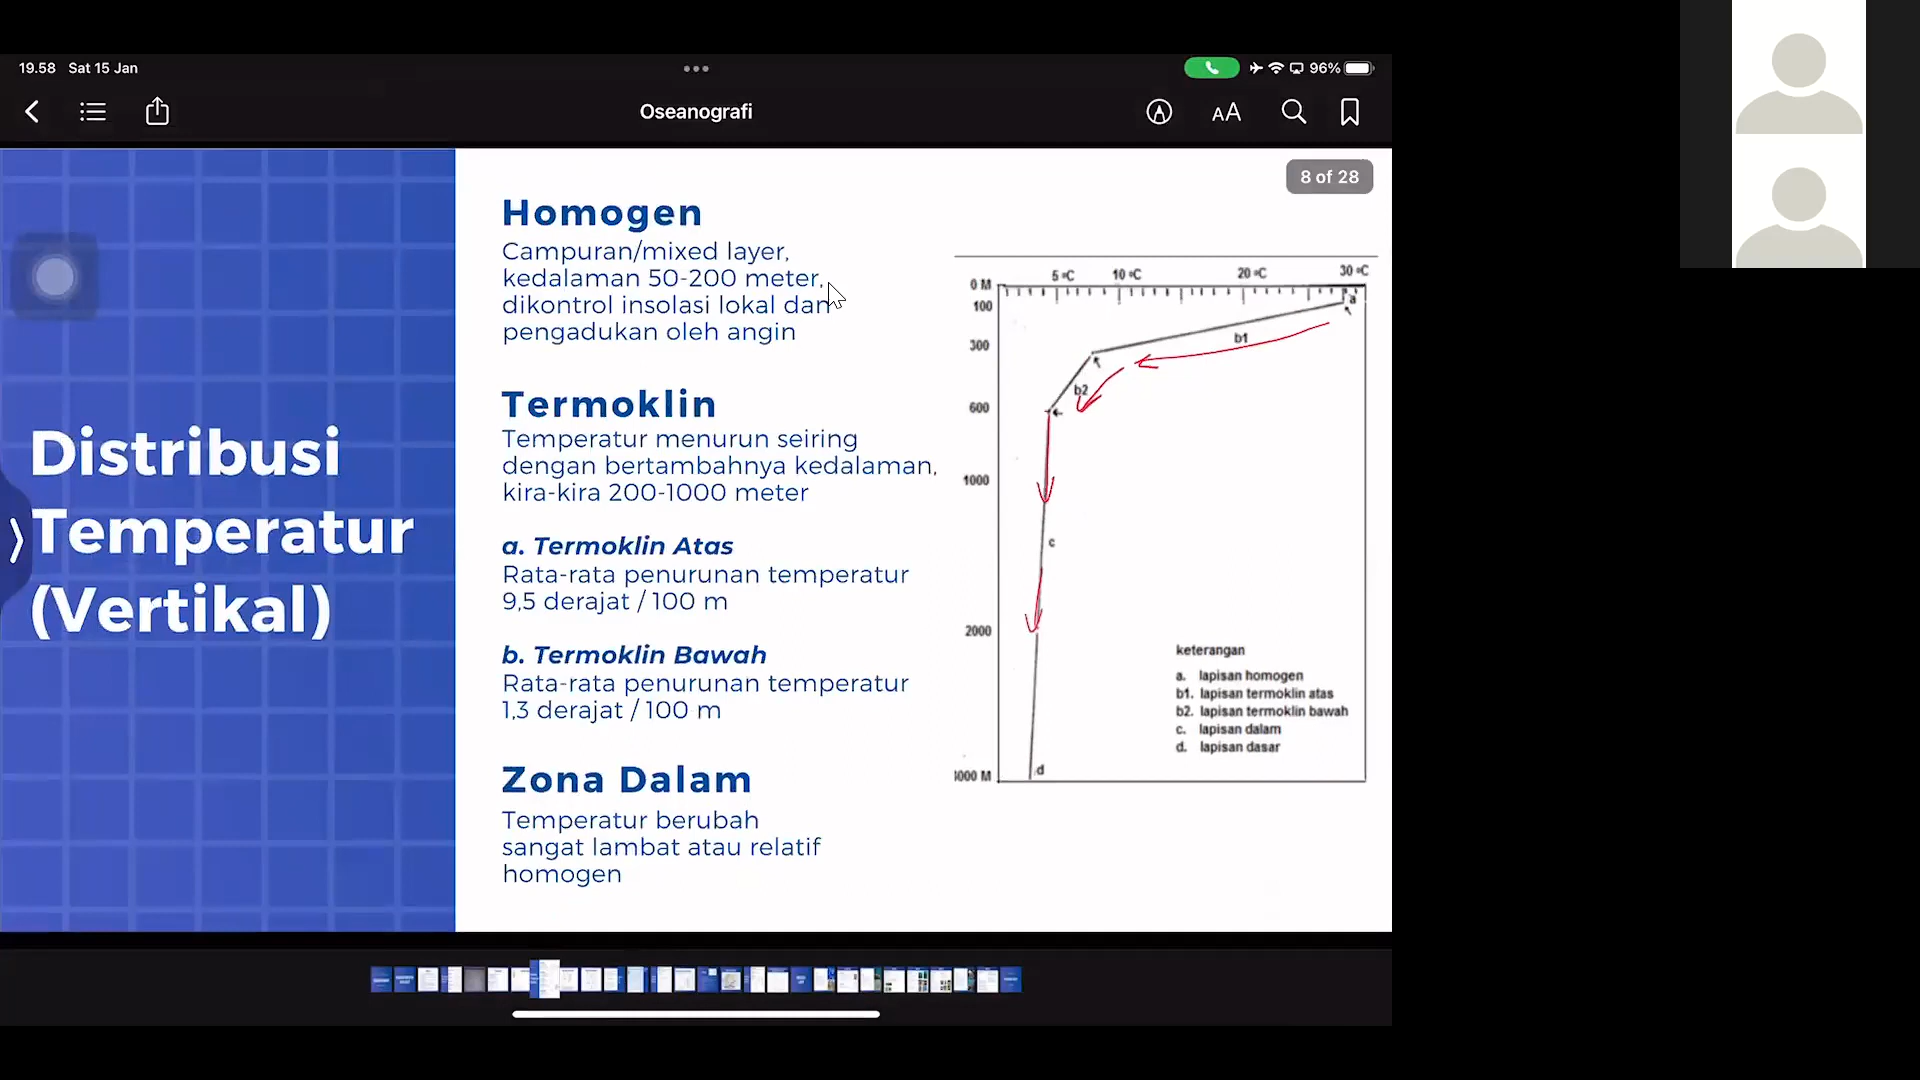 19.58 Sat 15 Jan
96%
Oseanografi
8 of 28
Distribusi
Temperatur
(Vertikal)
Homogen
Campuran/mixed layer,
kedalaman 50-200 meter,
dikontrol insolasi lokal dan
pengadukan oleh angin
Termoklin
Temperatur menurun seiring
dengan bertambahnya kedalaman,
kira-kira 200-1000 meter
a. Termoklin Atas
Rata-rata penurunan temperatur
9,5 derajat / 100 m
b. Termoklin Bawah
Rata-rata penurunan temperatur
1,3 derajat / 100 m
Zona Dalam
Temperatur berubah
sangat lambat atau relatif
homogen
5 °C 10 °C 20 °C 30 °C
0 M
100
300
600
1000
2000
000 M
a
b1
b2
c
d
keterangan
a. lapisan homogen
b1. lapisan termoklin atas
b2. lapisan termoklin bawah
c. lapisan dalam
d. lapisan dasar